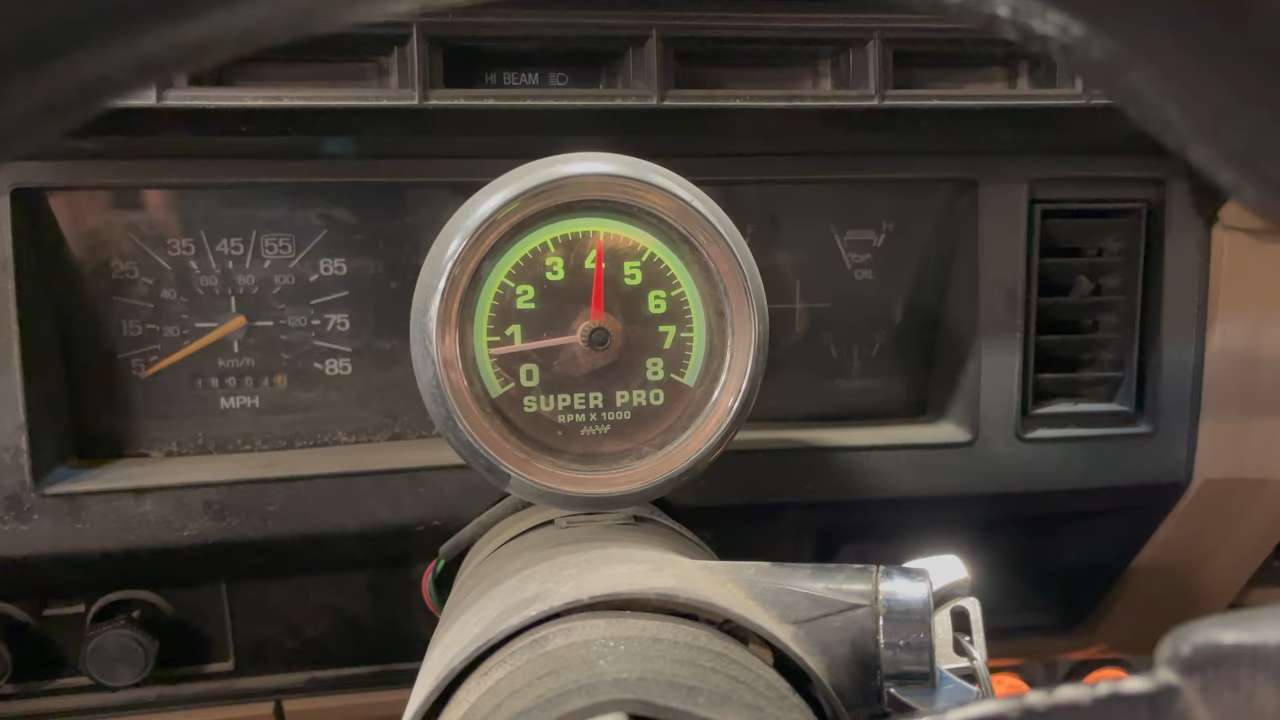 HI BEAM
35 45 55
25 60 80 100 65
40
15 20 120 75
5 km/h 85
MPH
0 1 2 3 4 5 6 7 8
SUPER PRO
RPM X 1000
H
OIL